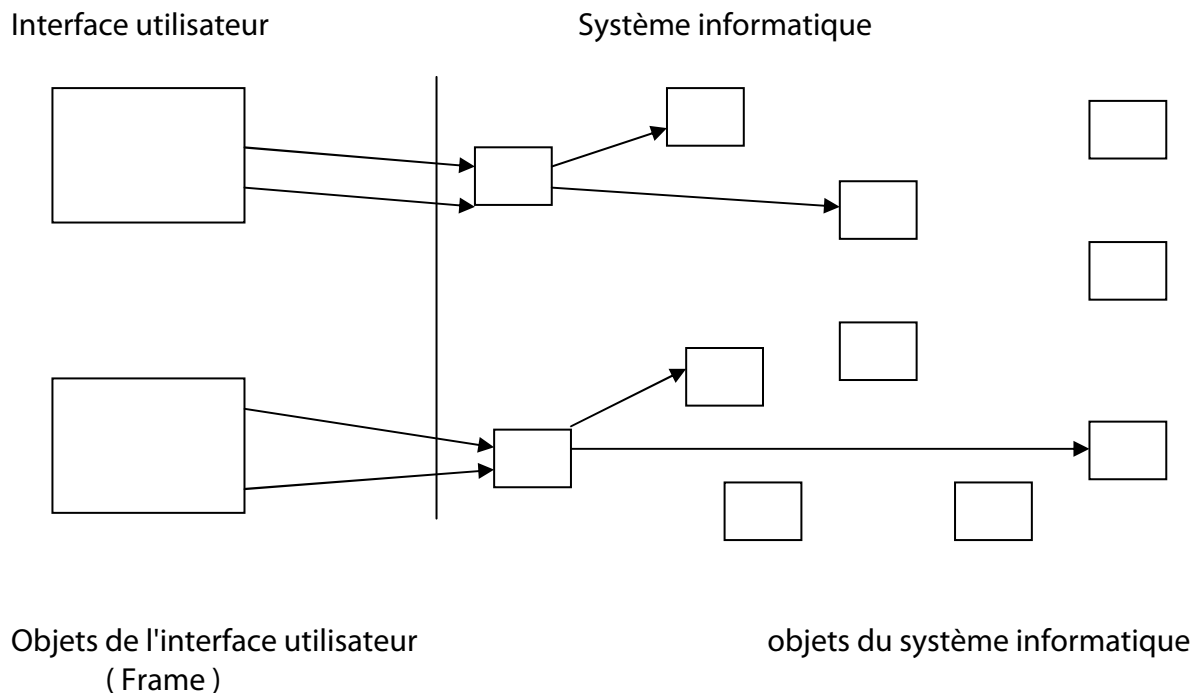 Interface utilisateur
Système informatique
Objets de l'interface utilisateur
( Frame )
objets du système informatique